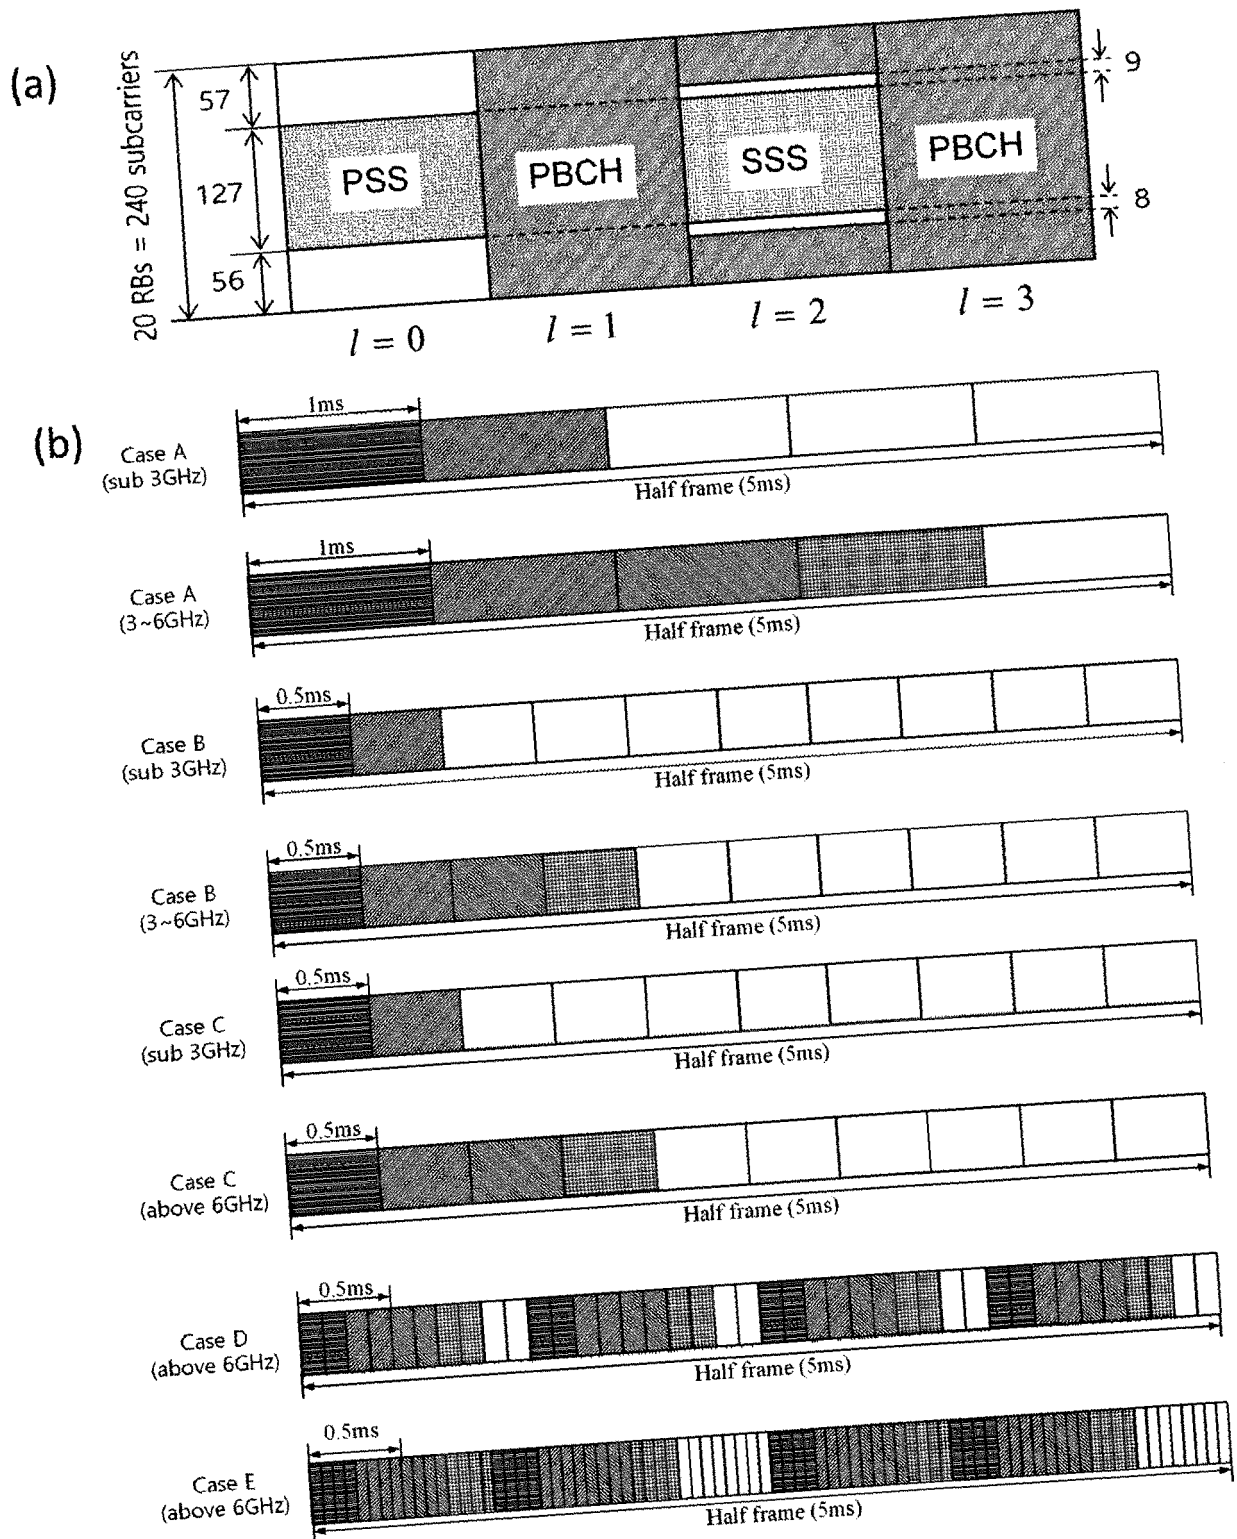 (a)
20 RBs = 240 subcarriers
57
127
56
PSS
PBCH
SSS
PBCH
9
8
l = 0
l = 1
l = 2
l = 3
(b)
Case A
(sub 3GHz)
1ms
Half frame (5ms)
Case A
(3~6GHz)
1ms
Half frame (5ms)
Case B
(sub 3GHz)
0.5ms
Half frame (5ms)
Case B
(3~6GHz)
0.5ms
Half frame (5ms)
Case C
(sub 3GHz)
0.5ms
Half frame (5ms)
Case C
(above 6GHz)
0.5ms
Half frame (5ms)
Case D
(above 6GHz)
0.5ms
Half frame (5ms)
Case E
(above 6GHz)
0.5ms
Half frame (5ms)